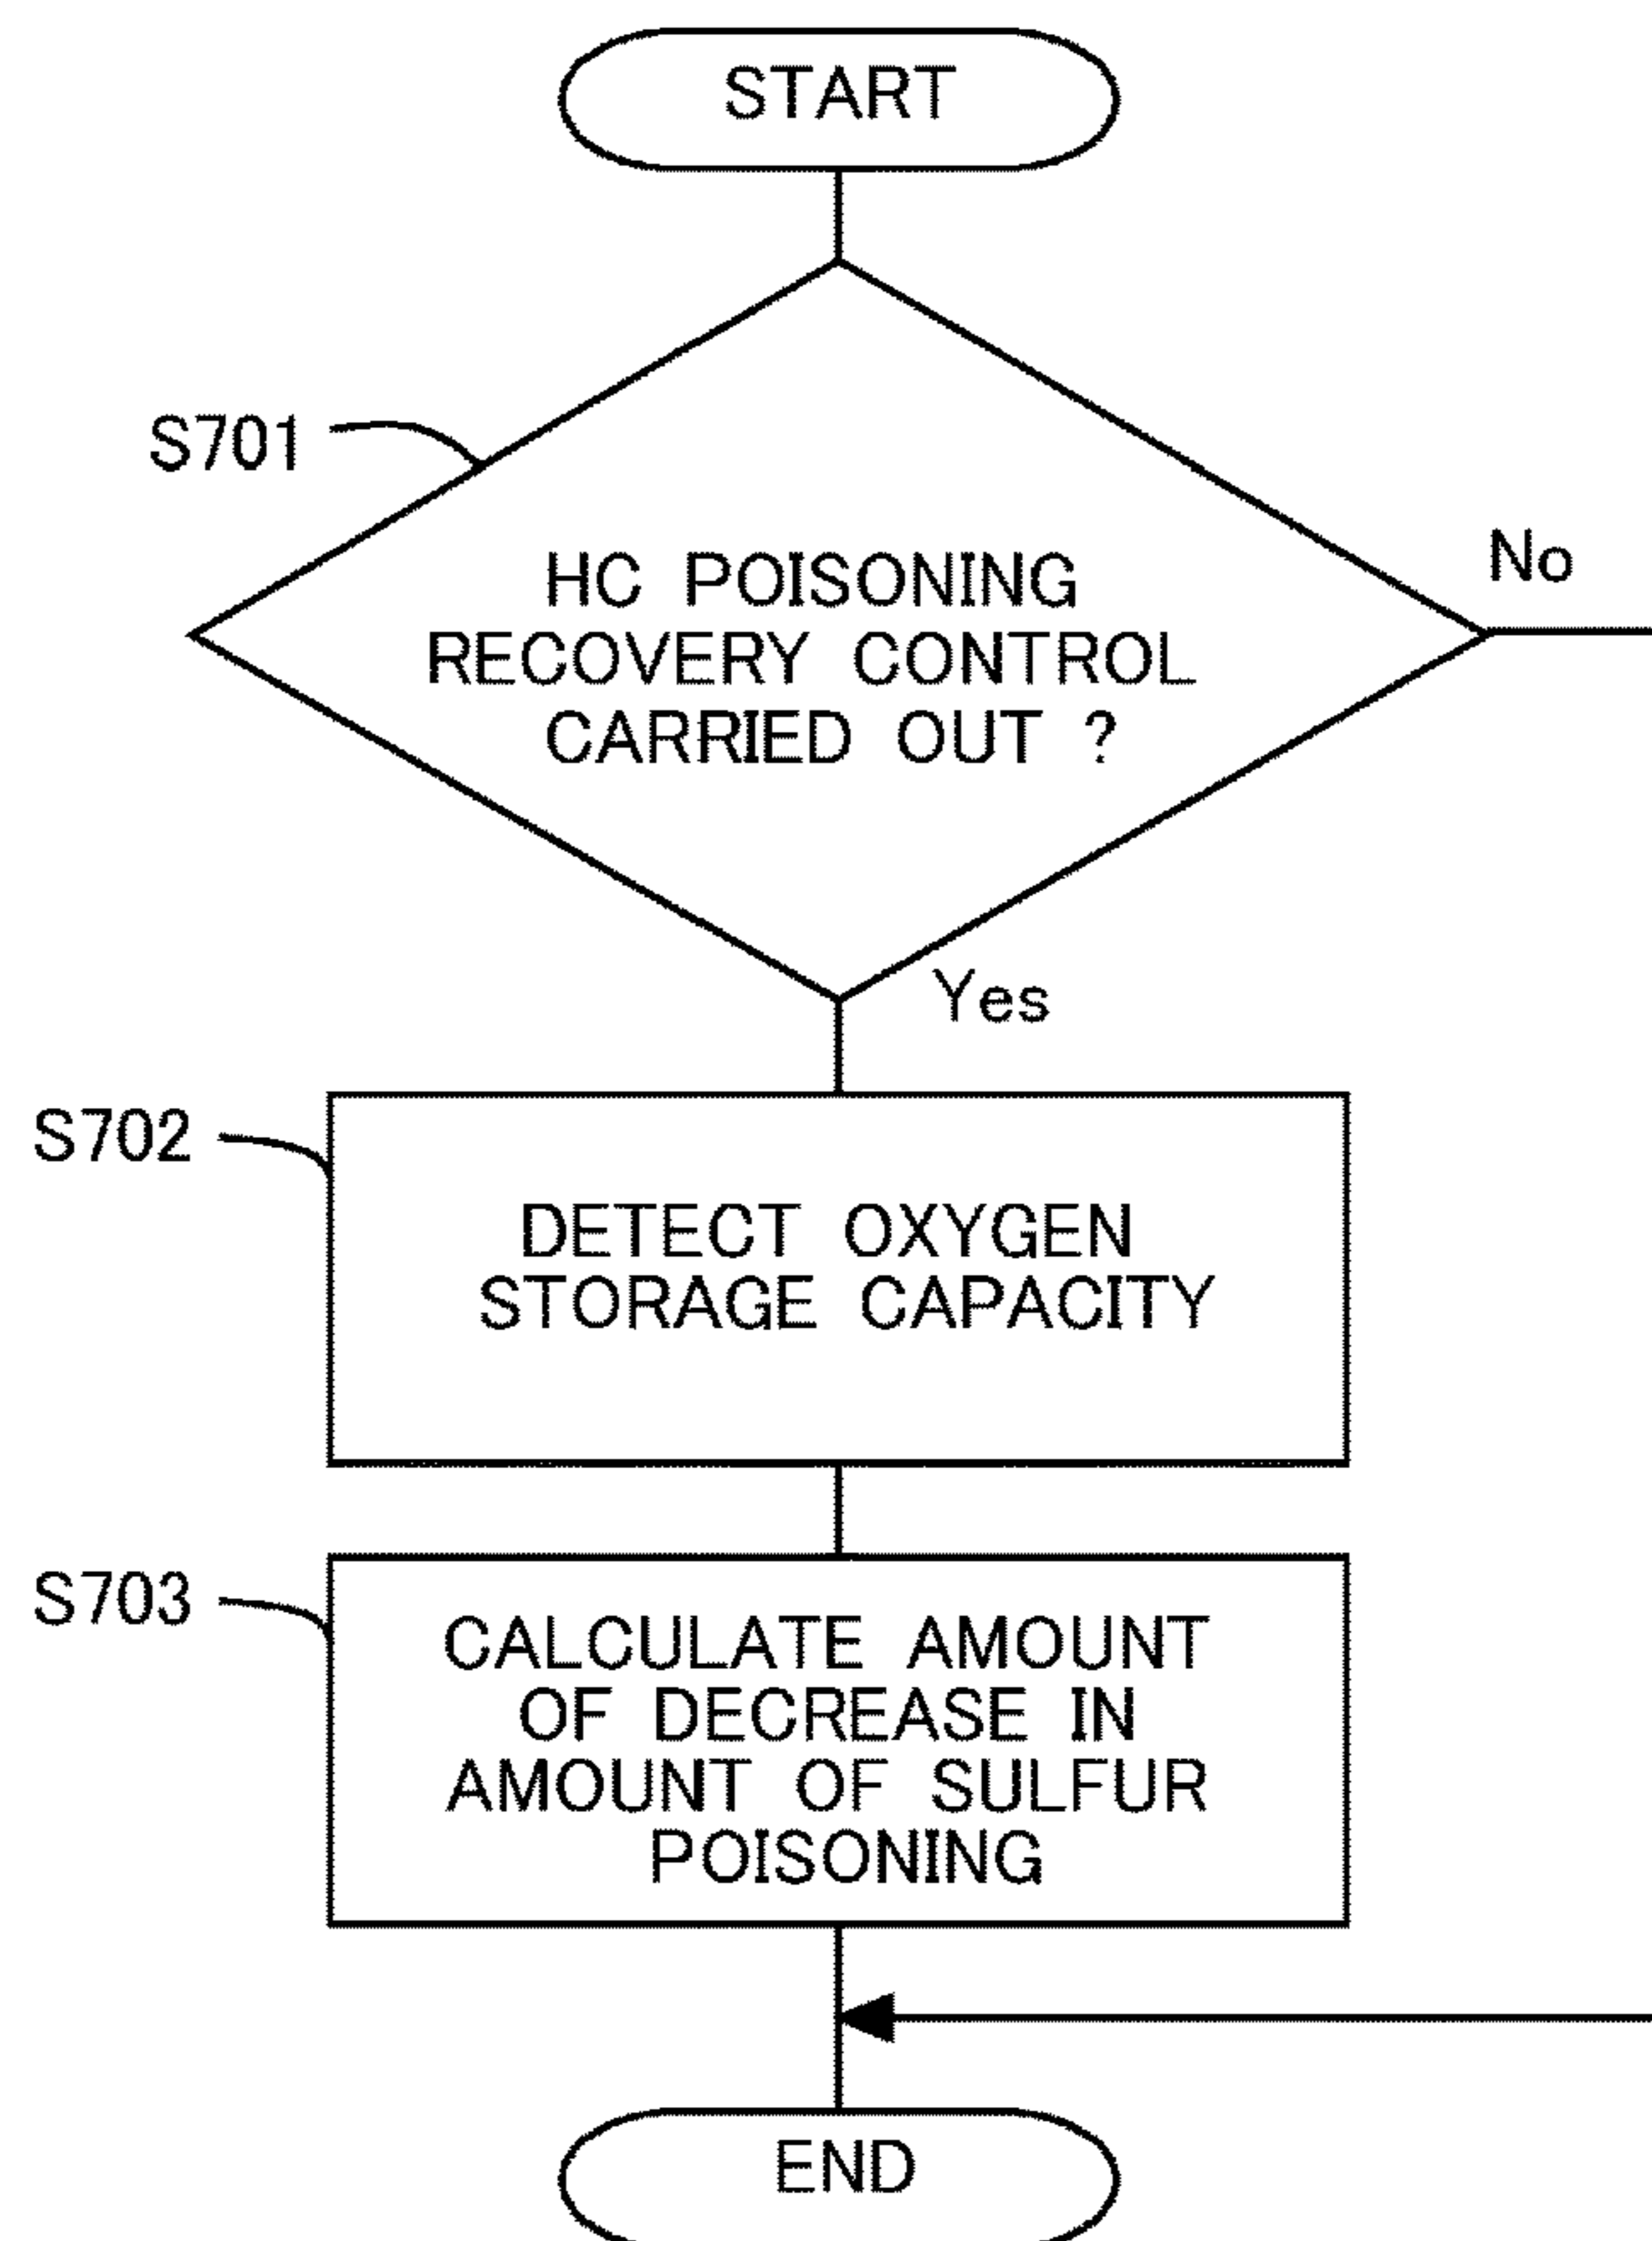 START
S701
HC POISONING
RECOVERY CONTROL
CARRIED OUT ?
No
Yes
S702
DETECT OXYGEN
STORAGE CAPACITY
S703
CALCULATE AMOUNT
OF DECREASE IN
AMOUNT OF SULFUR
POISONING
END